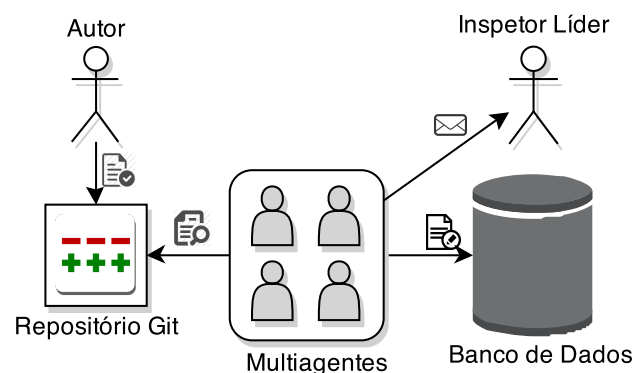 Autor
Inspetor Líder
Repositório Git
Multiagentes
Banco de Dados